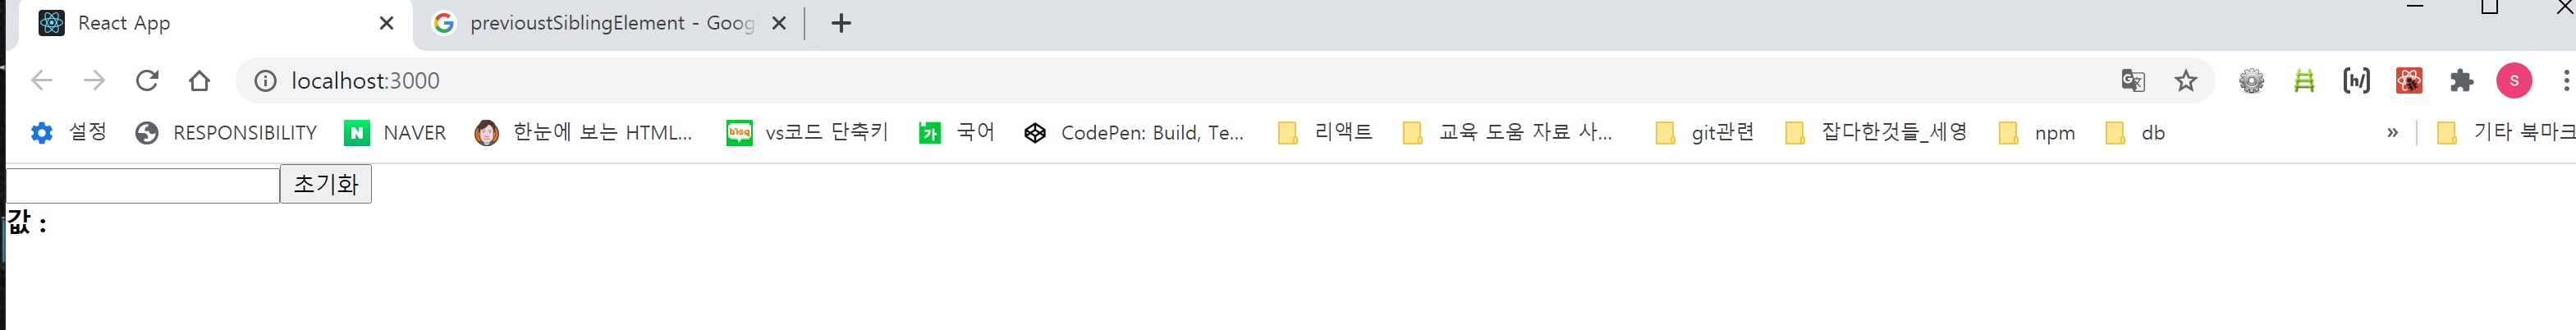 React App previoustSiblingElement - Goog
localhost:3000 S
설정 RESPONSIBILITY N NAVER 한눈에 보는 HTML... blog vs코드 단축키 가 국어 CodePen: Build, Te... 리액트 교육 도움 자료 사... git관련 잡다한것들_세영 npm db » 기타 북마크
초기화
값 :